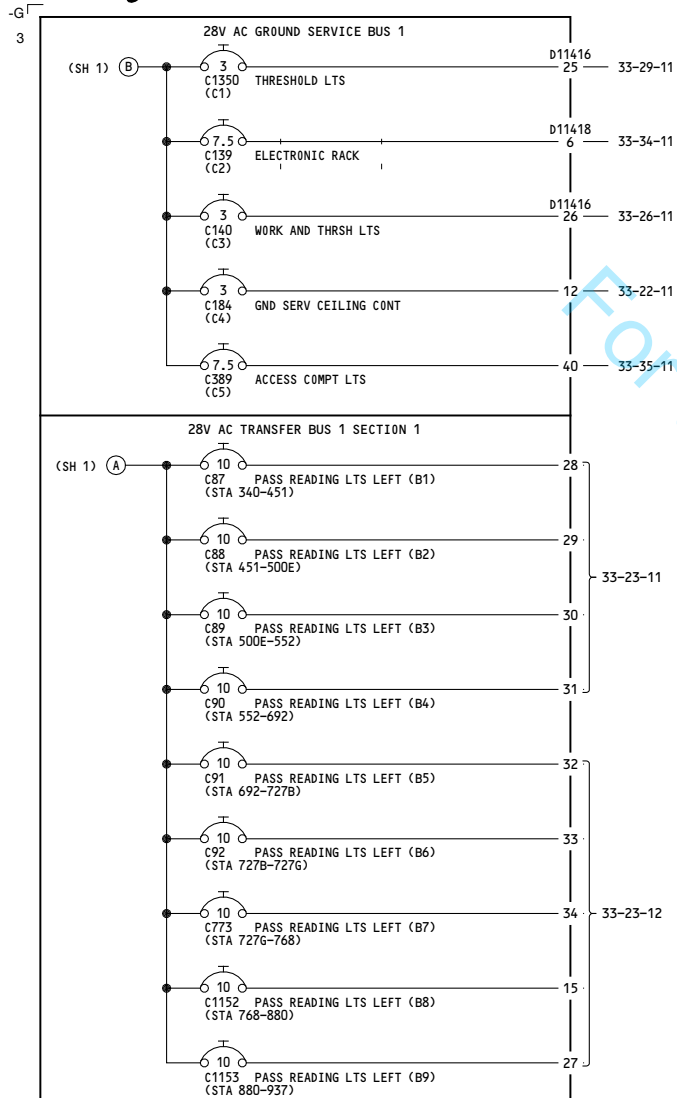 -G
3
28V AC GROUND SERVICE BUS 1
(SH 1) B 3 D11416 25 33-29-11
C1350 THRESHOLD LTS
(C1)
7.5 D11418 6 33-34-11
C139 ELECTRONIC RACK
(C2)
3 D11416 26 33-26-11
C140 WORK AND THRSH LTS
(C3)
3 12 33-22-11
C184 GND SERV CEILING CONT
(C4)
7.5 40 33-35-11
C389 ACCESS COMPT LTS
(C5)
For
28V AC TRANSFER BUS 1 SECTION 1
(SH 1) A 10 28
C87 PASS READING LTS LEFT (B1)
(STA 340-451)
10 29
C88 PASS READING LTS LEFT (B2)
(STA 451-500E)
33-23-11
10 30
C89 PASS READING LTS LEFT (B3)
(STA 500E-552)
10 31
C90 PASS READING LTS LEFT (B4)
(STA 552-692)
10 32
C91 PASS READING LTS LEFT (B5)
(STA 692-727B)
10 33
C92 PASS READING LTS LEFT (B6)
(STA 727B-727G)
10 34 33-23-12
C773 PASS READING LTS LEFT (B7)
(STA 727G-768)
10 15
C1152 PASS READING LTS LEFT (B8)
(STA 768-880)
10 27
C1153 PASS READING LTS LEFT (B9)
(STA 880-937)